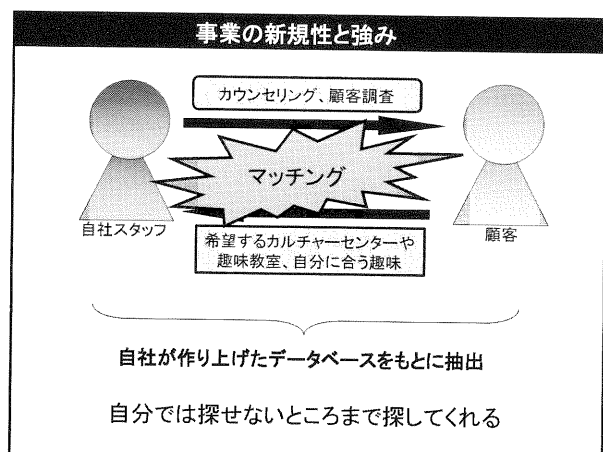 事業の新規性と強み
カウンセリング、顧客調査
マッチング
自社スタッフ
顧客
希望するカルチャーセンターや
趣味教室、自分に合う趣味
自社が作り上げたデータベースをもとに抽出
自分では探せないところまで探してくれる